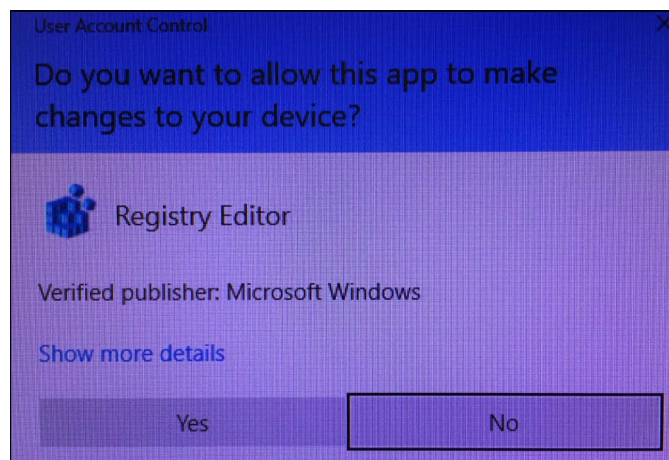 User Account Control
Do you want to allow this app to make
changes to your device?
Registry Editor
Verified publisher: Microsoft Windows
Show more details
Yes
No